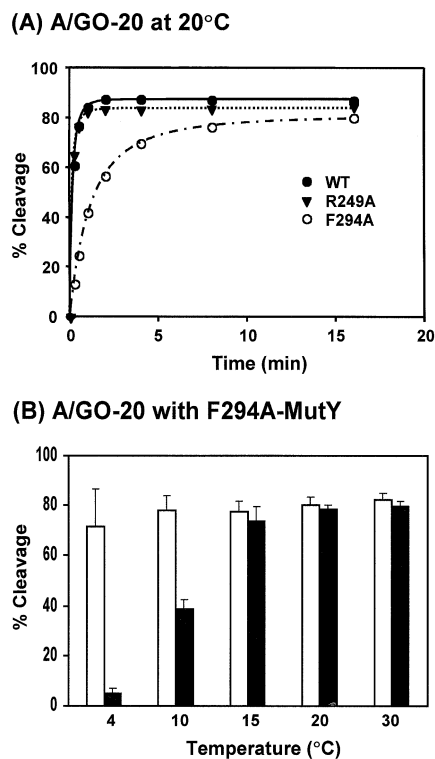 (A) A/GO-20 at 20°C
100
80
60
40
20
0
% Cleavage
WT
R249A
F294A
0 5 10 15 20
Time (min)
(B) A/GO-20 with F294A-MutY
100
80
60
40
20
0
% Cleavage
4 10 15 20 30
Temperature (°C)